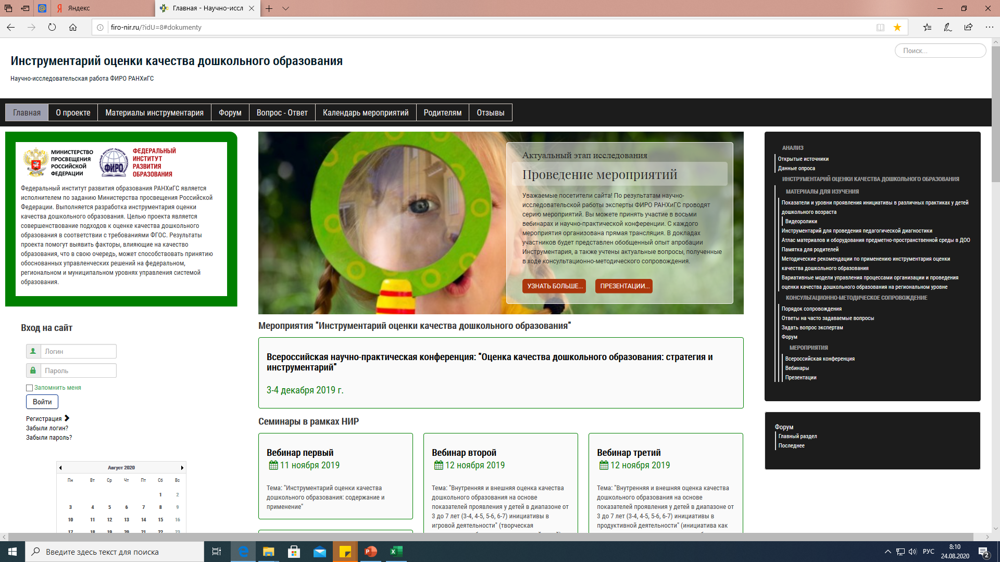 Яндекс
Главная - Научно-иссл
firo-nir.ru/?idU=8#dokumenty
Поиск...
Инструментарий оценки качества дошкольного образования
Научно-исследовательская работа ФИРО РАНХиГС
Главная
О проекте
Материалы инструментария
Форум
Вопрос - Ответ
Календарь мероприятий
Родителям
Отзывы
МИНИСТЕРСТВО
ПРОСВЕЩЕНИЯ
РОССИЙСКОЙ
ФЕДЕРАЦИИ
ФИРО
ФЕДЕРАЛЬНЫЙ
ИНСТИТУТ
РАЗВИТИЯ
ОБРАЗОВАНИЯ
Федеральный институт развития образования РАНХиГС является
исполнителем по заданию Министерства просвещения Российской
Федерации. Выполняется разработка инструментария оценки
качества дошкольного образования. Целью проекта является
совершенствование подходов к оценке качества дошкольного
образования в соответствии с требованиями ФГОС. Результаты
проекта помогут выявить факторы, влияющие на качество
образования, что в свою очередь, может способствовать принятию
обоснованных управленческих решений на федеральном,
региональном и муниципальном уровнях управления системой
образования.
Вход на сайт
Логин
Пароль
Запомнить меня
Войти
Регистрация
Забыли логин?
Забыли пароль?
Август 2020
Пн Вт Ср Чт Пт Сб Вс
1 2
3 4 5 6 7 8 9
10 11 12 13 14 15 16
17 18 19 20 21 22 23
Актуальный этап исследования
Проведение мероприятий
Уважаемые посетители сайта! По результатам научно-
исследовательской работы эксперты ФИРО РАНХиГС проводят
серию мероприятий. Вы можете принять участие в восьми
вебинарах и научно-практической конференции. С каждого
мероприятия организована прямая трансляция. В докладах
участников будет представлен обобщенный опыт апробации
Инструментария, а также учтены актуальные вопросы, полученные
в ходе консультационно-методического сопровождения.
УЗНАТЬ БОЛЬШЕ...
ПРЕЗЕНТАЦИИ...
Мероприятия "Инструментарий оценки качества дошкольного образования"
Всероссийская научно-практическая конференция: "Оценка качества дошкольного образования: стратегия и
инструментарий"
3-4 декабря 2019 г.
Семинары в рамках НИР
Вебинар первый
11 ноября 2019
Тема: "Инструментарий оценки качества
дошкольного образования: содержание и
применение"
Вебинар второй
12 ноября 2019
Тема: "Внутренняя и внешняя оценка качества
дошкольного образования на основе
показателей проявления у детей в диапазоне от
3 до 7 лет (3-4, 4-5, 5-6, 6-7) инициативы в
игровой деятельности" (творческая
Вебинар третий
12 ноября 2019
Тема: "Внутренняя и внешняя оценка качества
дошкольного образования на основе
показателей проявления у детей в диапазоне от
3 до 7 лет (3-4, 4-5, 5-6, 6-7) инициативы в
продуктивной деятельности" (инициатива как
АНАЛИЗ
Открытые источники
Данные опроса
ИНСТРУМЕНТАРИЙ ОЦЕНКИ КАЧЕСТВА ДОШКОЛЬНОГО ОБРАЗОВАНИЯ
МАТЕРИАЛЫ ДЛЯ ИЗУЧЕНИЯ
Показатели и уровни проявления инициативы в различных практиках у детей
дошкольного возраста
Видеоролики
Инструментарий для проведения педагогической диагностики
Атлас материалов и оборудования предметно-пространственной среды в ДОО
Памятка для родителей
Методические рекомендации по применению инструментария оценки
качества дошкольного образования
Вариативные модели управления процессами организации и проведения
оценки качества дошкольного образования на региональном уровне
КОНСУЛЬТАЦИОННО-МЕТОДИЧЕСКОЕ СОПРОВОЖДЕНИЕ
Порядок сопровождения
Ответы на часто задаваемые вопросы
Задать вопрос экспертам
Форум
МЕРОПРИЯТИЯ
Всероссийская конференция
Вебинары
Презентации
Форум
Главный раздел
Последнее
Введите здесь текст для поиска
РУС
8:10
24.08.2020
2